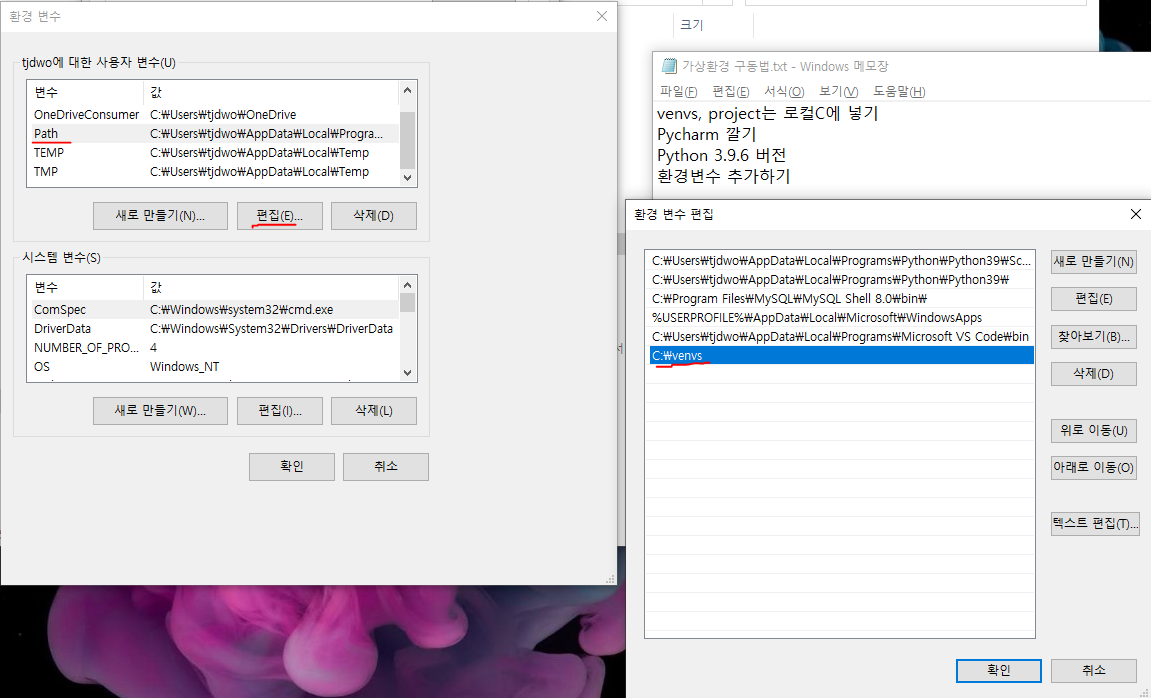 환경 변수
tjdwo에 대한 사용자 변수(U)
변수 값
OneDriveConsumer C:₩Users₩tjdwo₩OneDrive
Path C:₩Users₩tjdwo₩AppData₩Local₩Progra...
TEMP C:₩Users₩tjdwo₩AppData₩Local₩Temp
TMP C:₩Users₩tjdwo₩AppData₩Local₩Temp
새로 만들기(N)... 편집(E)... 삭제(D)
시스템 변수(S)
변수 값
ComSpec C:₩Windows₩system32₩cmd.exe
DriverData C:₩Windows₩System32₩Drivers₩DriverData
NUMBER_OF_PRO... 4
OS Windows_NT
새로 만들기(W)... 편집(I)... 삭제(L)
확인 취소
크기
가상환경 구동법.txt - Windows 메모장
파일(F) 편집(E) 서식(O) 보기(V) 도움말(H)
venvs, project는 로컬C에 넣기
Pycharm 깔기
Python 3.9.6 버전
환경변수 추가하기
환경 변수 편집
C:₩Users₩tjdwo₩AppData₩Local₩Programs₩Python₩Python39₩Sc...
C:₩Users₩tjdwo₩AppData₩Local₩Programs₩Python₩Python39₩
C:₩Program Files₩MySQL₩MySQL Shell 8.0₩bin₩
%USERPROFILE%₩AppData₩Local₩Microsoft₩WindowsApps
C:₩Users₩tjdwo₩AppData₩Local₩Programs₩Microsoft VS Code₩bin
C:₩venvs
새로 만들기(N)
편집(E)
찾아보기(B)...
삭제(D)
위로 이동(U)
아래로 이동(O)
텍스트 편집(T)...
확인 취소